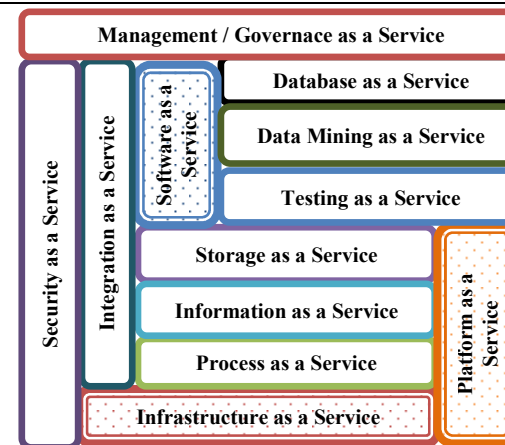 Management / Governace as a Service
Security as a Service
Integration as a Service
Software as a
Service
Database as a Service
Data Mining as a Service
Testing as a Service
Storage as a Service
Information as a Service
Process as a Service
Platform as a
Service
Infrastructure as a Service